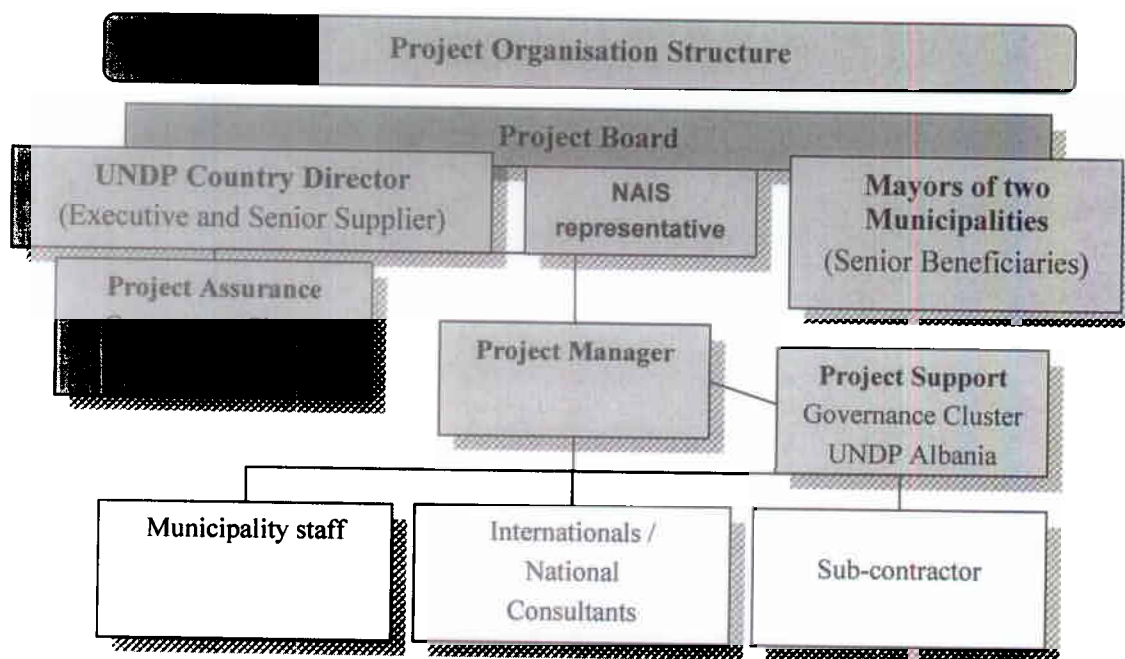 Project Organisation Structure
Project Board
UNDP Country Director
(Executive and Senior Supplier)
NAIS
representative
Mayors of two
Municipalities
(Senior Beneficiaries)
Project Assurance
Project Manager
Project Support
Governance Cluster
UNDP Albania
Municipality staff
Internationals /
National
Consultants
Sub-contractor